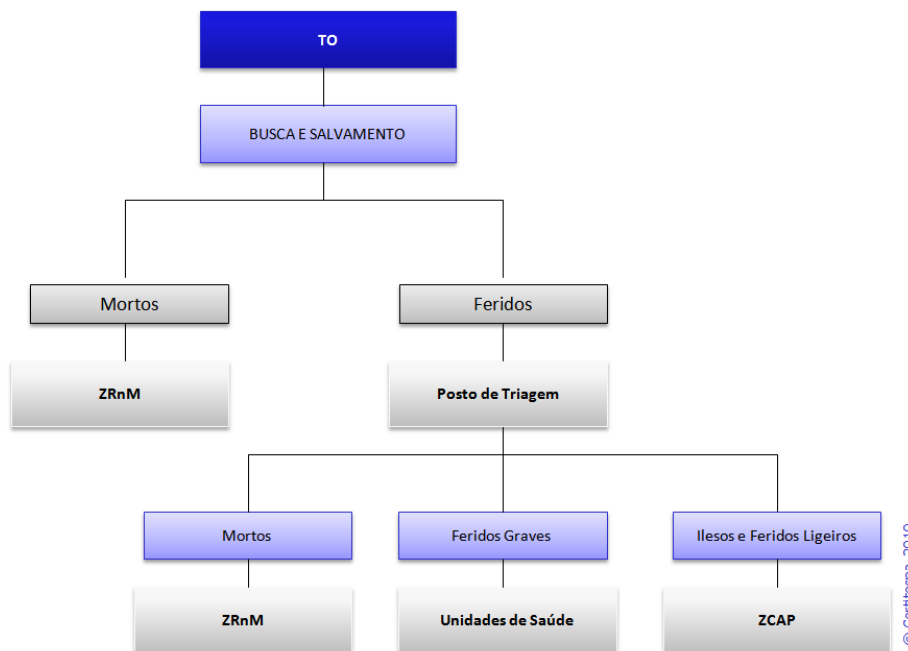 TO
BUSCA E SALVAMENTO
Mortos
Feridos
ZRnM
Posto de Triagem
Mortos
Feridos Graves
Ilesos e Feridos Ligeiros
ZRnM
Unidades de Saúde
ZCAP